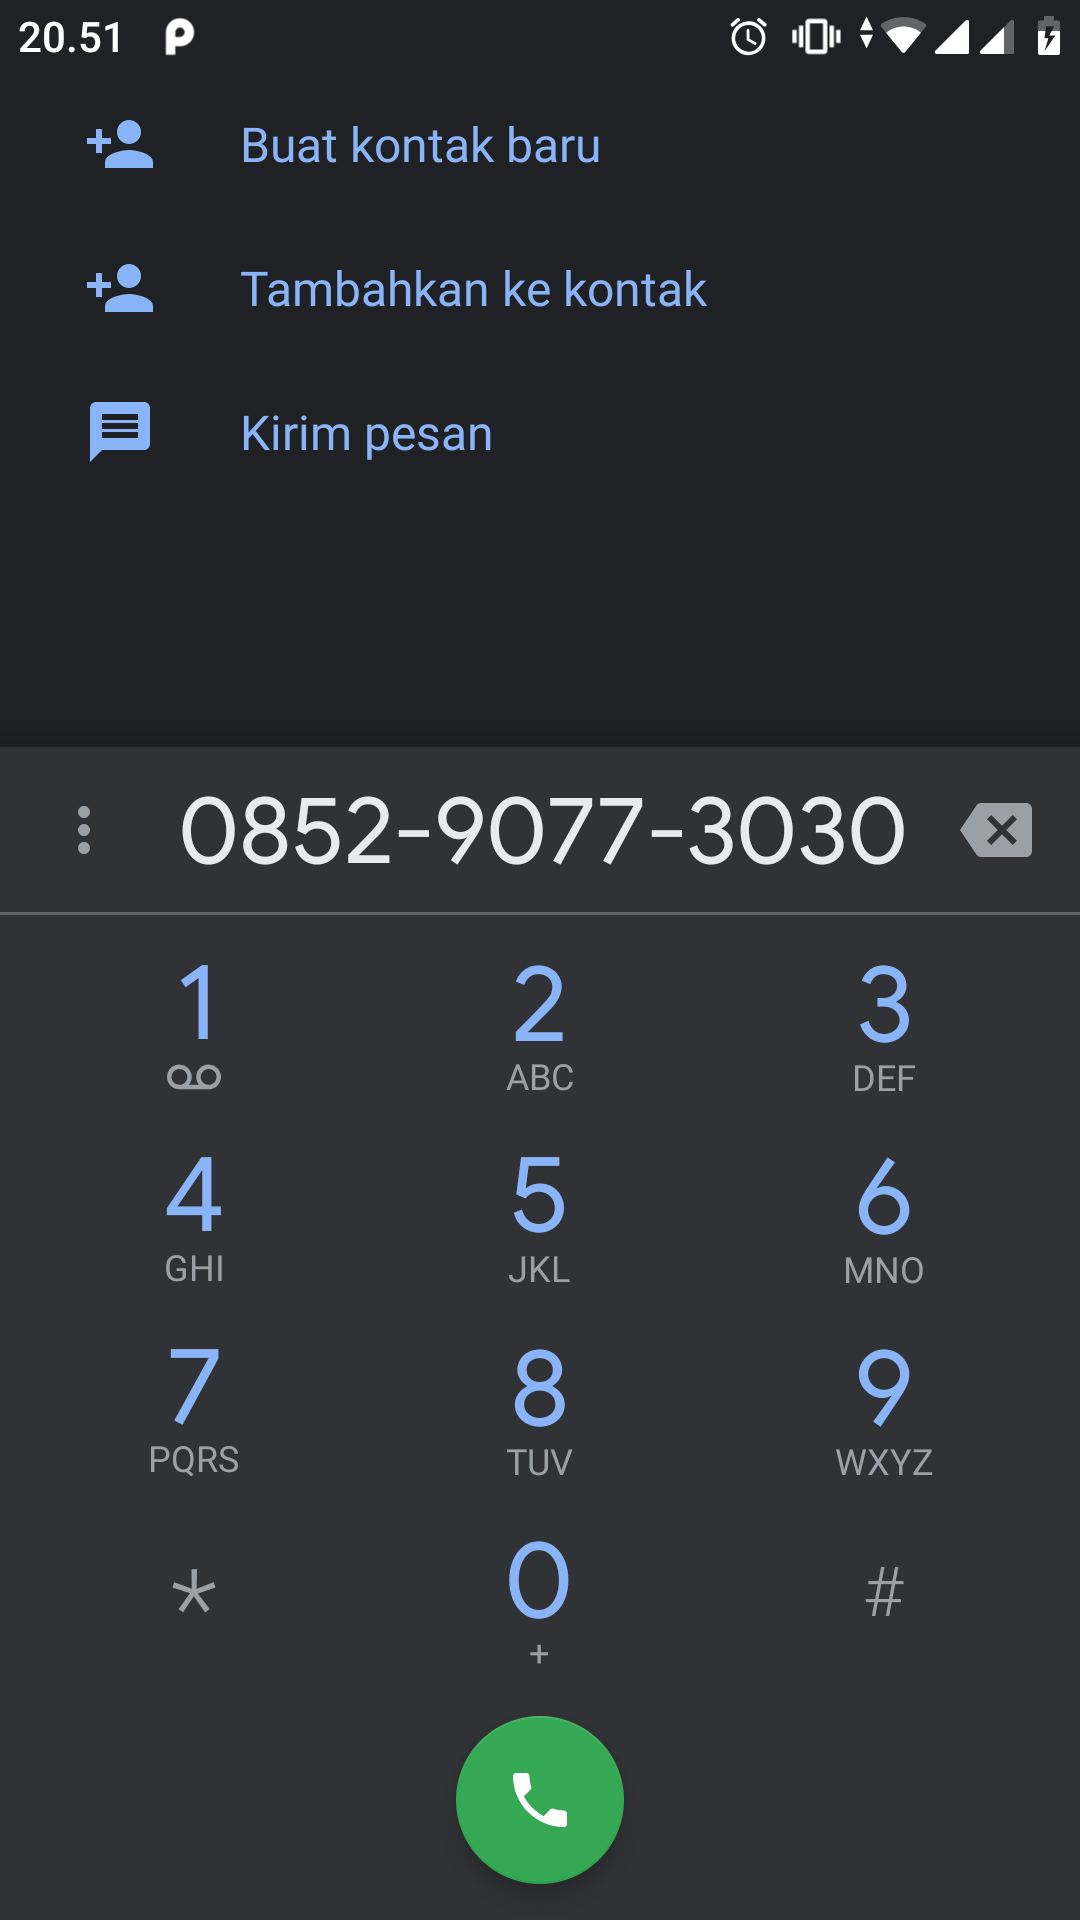 20.51
Buat kontak baru
Tambahkan ke kontak
Kirim pesan
0852-9077-3030
1 2 3
ABC DEF
4 5 6
GHI JKL MNO
7 8 9
PQRS TUV WXYZ
* 0 #
+